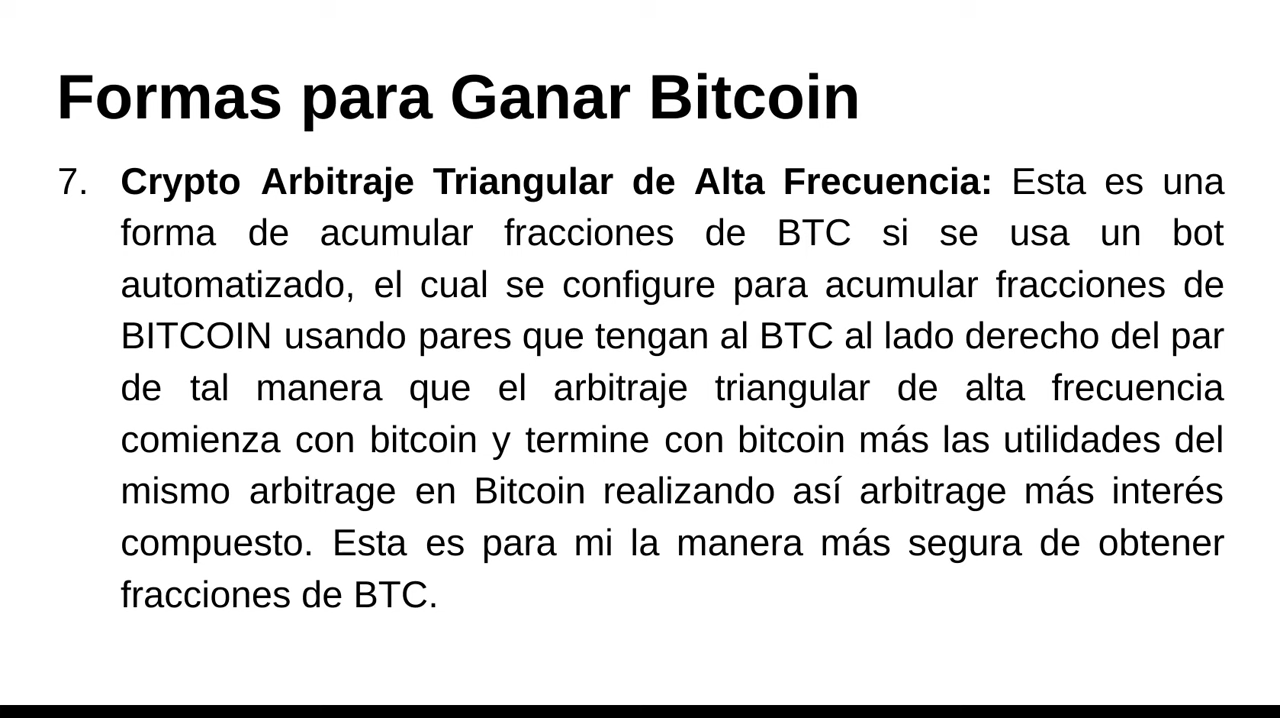 Formas para Ganar Bitcoin
7. Crypto Arbitraje Triangular de Alta Frecuencia: Esta es una
forma de acumular fracciones de BTC si se usa un bot
automatizado, el cual se configure para acumular fracciones de
BITCOIN usando pares que tengan al BTC al lado derecho del par
de tal manera que el arbitraje triangular de alta frecuencia
comienza con bitcoin y termine con bitcoin más las utilidades del
mismo arbitrage en Bitcoin realizando así arbitrage más interés
compuesto. Esta es para mi la manera más segura de obtener
fracciones de BTC.